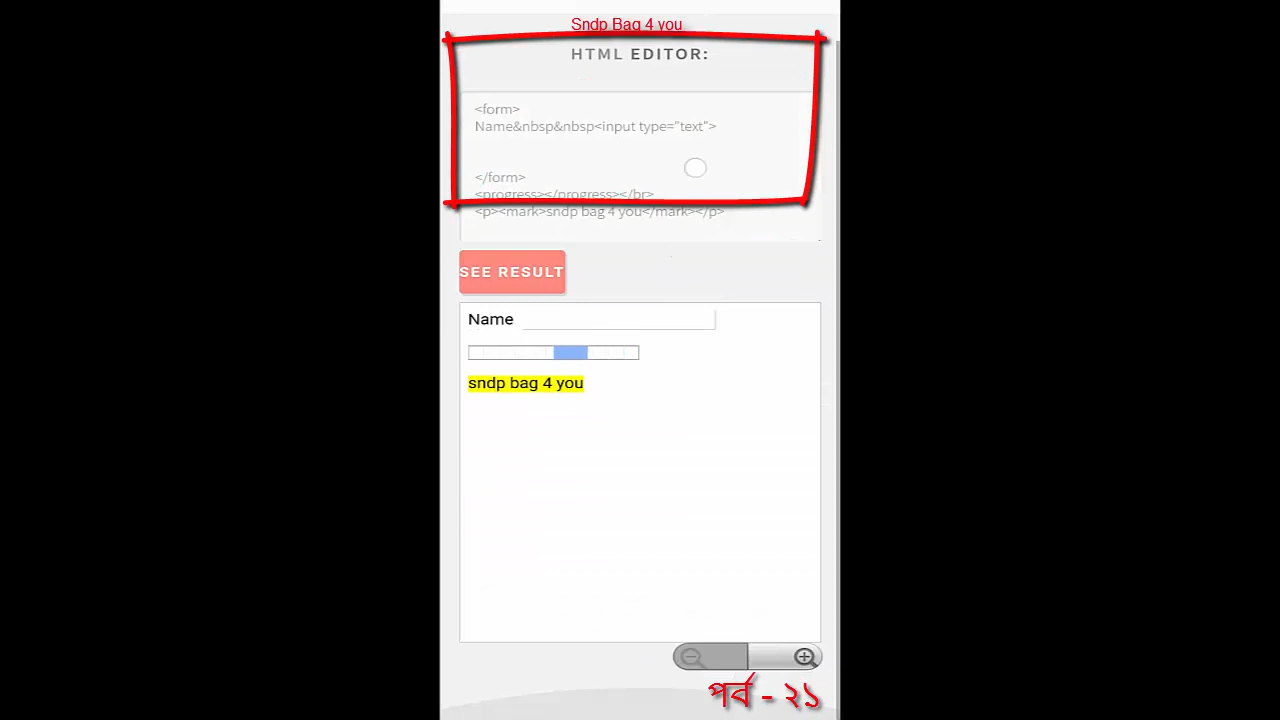 Sndp Bag 4 you
HTML EDITOR:
<form>
Name&nbsp&nbsp<input type="text">
</form>
<progress></progress></br>
<p><mark>sndp bag 4 you</mark></p>
SEE RESULT
Name
sndp bag 4 you
পর্ব - ২১